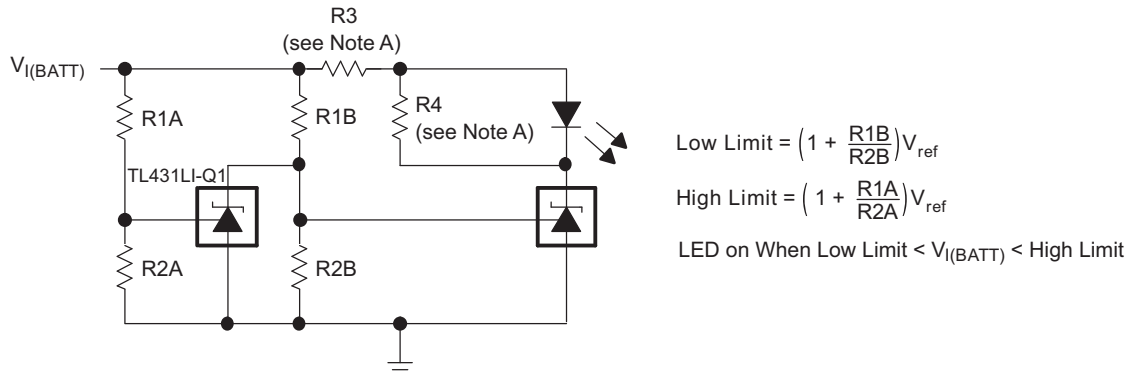 R3
(see Note A)
V_I(BATT)
R1A
R1B
R4
(see Note A)
TL431LI-Q1
R2A
R2B
Low Limit = (1 + R1B/R2B)V_ref
High Limit = (1 + R1A/R2A)V_ref
LED on When Low Limit < V_I(BATT) < High Limit